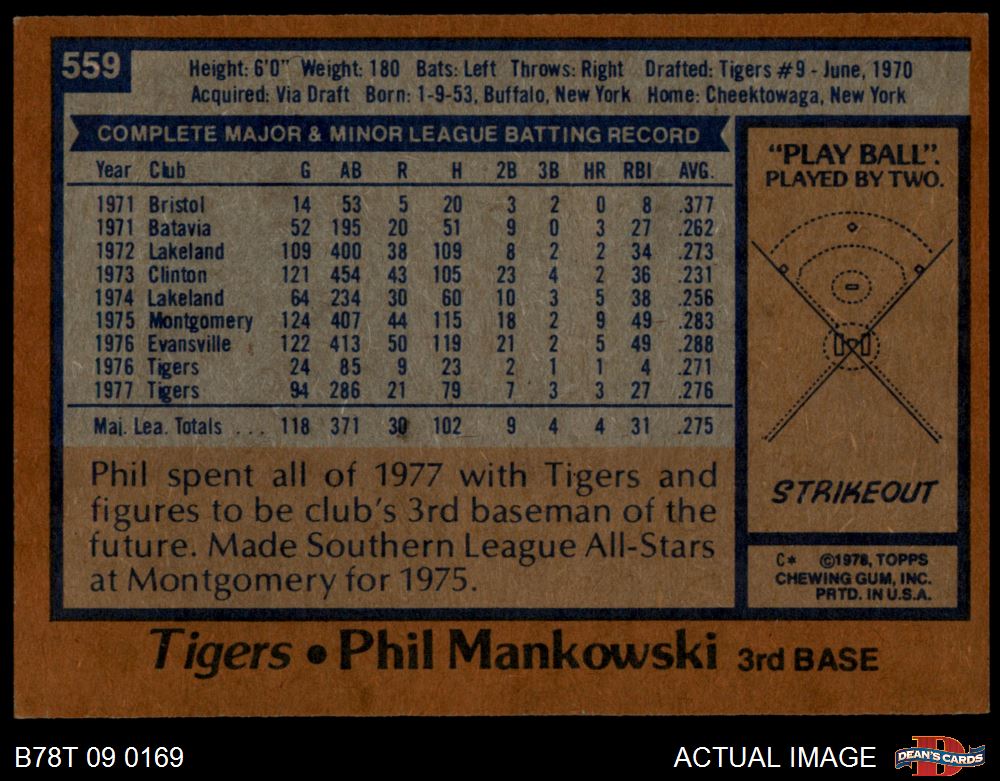 559
Height: 6'0" Weight: 180 Bats: Left Throws: Right Drafted: Tigers #9 - June, 1970
Acquired: Via Draft Born: 1-9-53, Buffalo, New York Home: Cheektowaga, New York
COMPLETE MAJOR & MINOR LEAGUE BATTING RECORD
Year Club G AB R H 2B 3B HR RBI AVG.
1971 Bristol 14 53 5 20 3 2 0 8 .377
1971 Batavia 52 195 20 51 9 0 3 27 .262
1972 Lakeland 109 400 38 109 8 2 2 34 .273
1973 Clinton 121 454 43 105 23 4 2 36 .231
1974 Lakeland 64 234 30 60 10 3 5 38 .256
1975 Montgomery 124 407 44 115 18 2 9 49 .283
1976 Evansville 122 413 50 119 21 2 5 49 .288
1976 Tigers 24 85 9 23 2 1 1 4 .271
1977 Tigers 94 286 21 79 7 3 3 27 .276
Maj. Lea. Totals . . . 118 371 30 102 9 4 4 31 .275
Phil spent all of 1977 with Tigers and
figures to be club's 3rd baseman of the
future. Made Southern League All-Stars
at Montgomery for 1975.
"PLAY BALL".
PLAYED BY TWO.
STRIKEOUT
C* ©1978, TOPPS
CHEWING GUM, INC.
PRTD. IN U.S.A.
Tigers • Phil Mankowski 3rd BASE
B78T 09 0169
ACTUAL IMAGE
D
DEAN'S CARDS